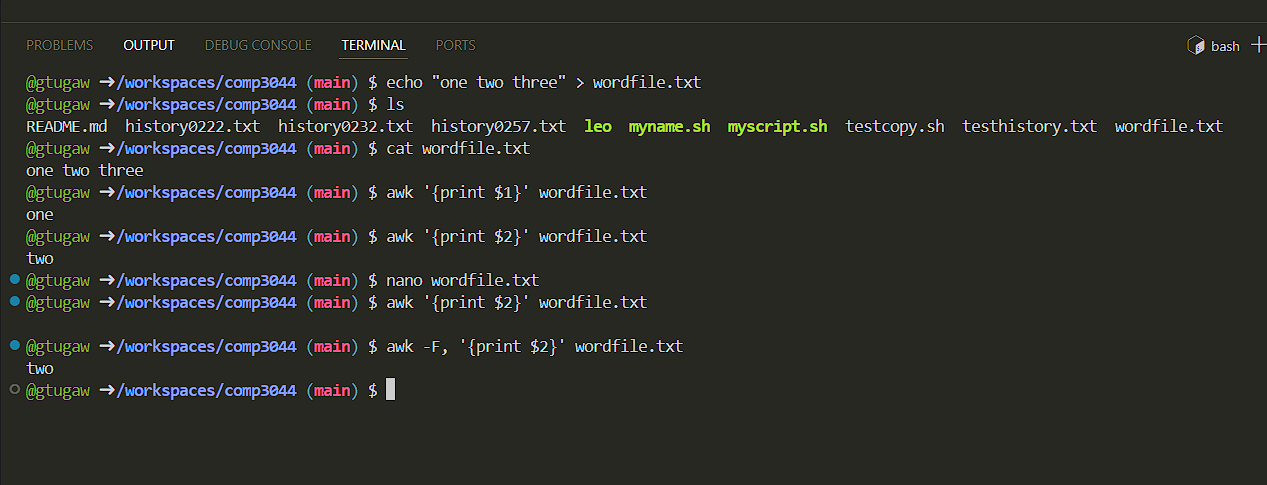 PROBLEMS OUTPUT DEBUG CONSOLE TERMINAL PORTS bash
@gtugaw ➜/workspaces/comp3044 (main) $ echo "one two three" > wordfile.txt
@gtugaw ➜/workspaces/comp3044 (main) $ ls
README.md history0222.txt history0232.txt history0257.txt leo myname.sh myscript.sh testcopy.sh testhistory.txt wordfile.txt
@gtugaw ➜/workspaces/comp3044 (main) $ cat wordfile.txt
one two three
@gtugaw ➜/workspaces/comp3044 (main) $ awk '{print $1}' wordfile.txt
one
@gtugaw ➜/workspaces/comp3044 (main) $ awk '{print $2}' wordfile.txt
two
@gtugaw ➜/workspaces/comp3044 (main) $ nano wordfile.txt
@gtugaw ➜/workspaces/comp3044 (main) $ awk '{print $2}' wordfile.txt
@gtugaw ➜/workspaces/comp3044 (main) $ awk -F, '{print $2}' wordfile.txt
two
@gtugaw ➜/workspaces/comp3044 (main) $